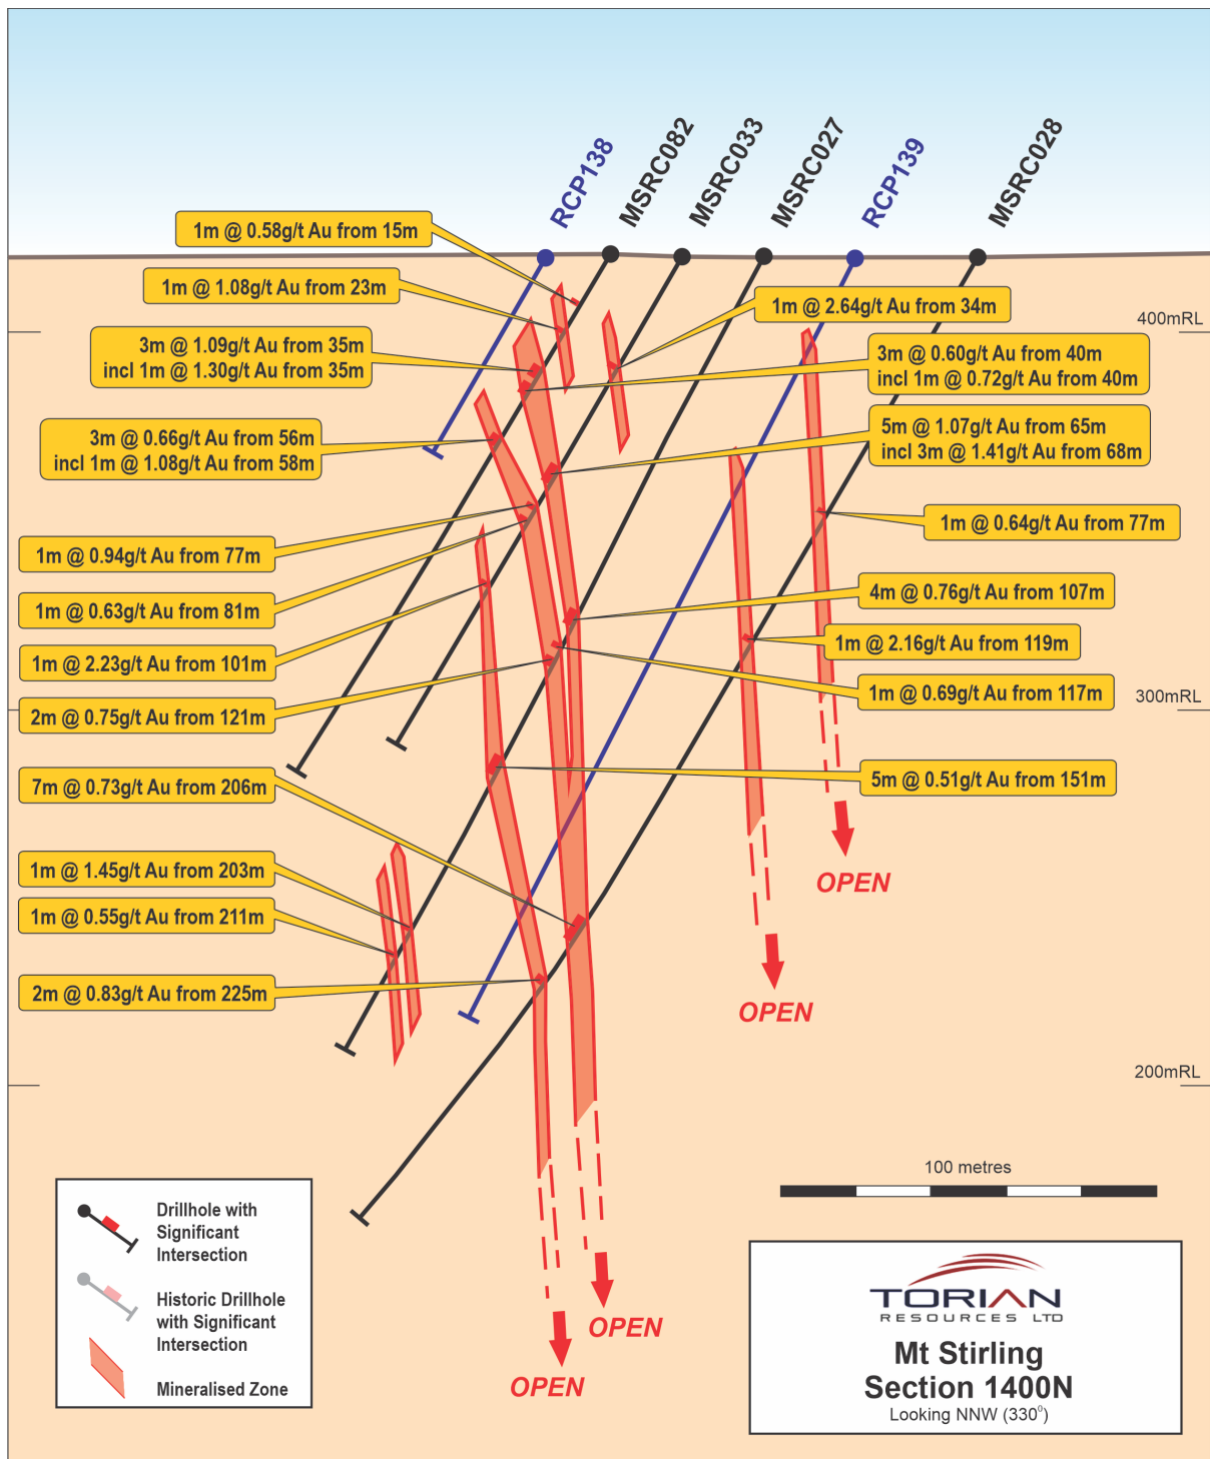 RCP138
MSRC082
MSRC033
MSRC027
RCP139
MSRC028
1m @ 0.58g/t Au from 15m
1m @ 1.08g/t Au from 23m
3m @ 1.09g/t Au from 35m
incl 1m @ 1.30g/t Au from 35m
3m @ 0.66g/t Au from 56m
incl 1m @ 1.08g/t Au from 58m
1m @ 0.94g/t Au from 77m
1m @ 0.63g/t Au from 81m
1m @ 2.23g/t Au from 101m
2m @ 0.75g/t Au from 121m
7m @ 0.73g/t Au from 206m
1m @ 1.45g/t Au from 203m
1m @ 0.55g/t Au from 211m
2m @ 0.83g/t Au from 225m
1m @ 2.64g/t Au from 34m
400mRL
3m @ 0.60g/t Au from 40m
incl 1m @ 0.72g/t Au from 40m
5m @ 1.07g/t Au from 65m
incl 3m @ 1.41g/t Au from 68m
1m @ 0.64g/t Au from 77m
4m @ 0.76g/t Au from 107m
1m @ 2.16g/t Au from 119m
1m @ 0.69g/t Au from 117m
300mRL
5m @ 0.51g/t Au from 151m
OPEN
OPEN
200mRL
OPEN
OPEN
100 metres
Drillhole with
Significant
Intersection
Historic Drillhole
with Significant
Intersection
Mineralised Zone
TORIAN
RESOURCES LTD
Mt Stirling
Section 1400N
Looking NNW (330°)